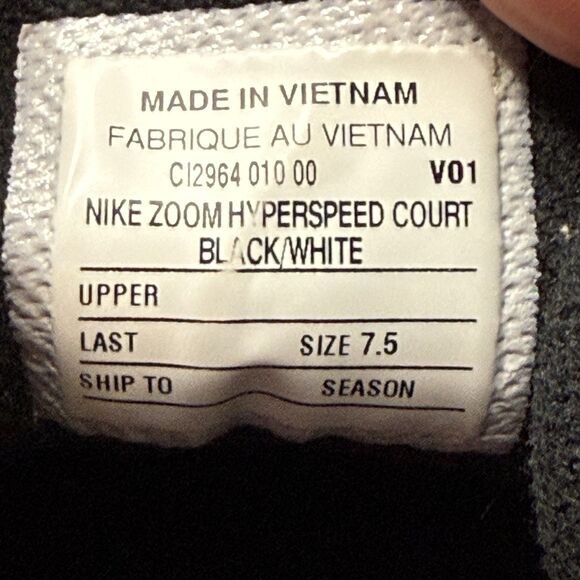 MADE IN VIETNAM
FABRIQUE AU VIETNAM
CI2964 010 00 V01
NIKE ZOOM HYPERSPEED COURT
BLACK/WHITE
UPPER
LAST SIZE 7.5
SHIP TO SEASON